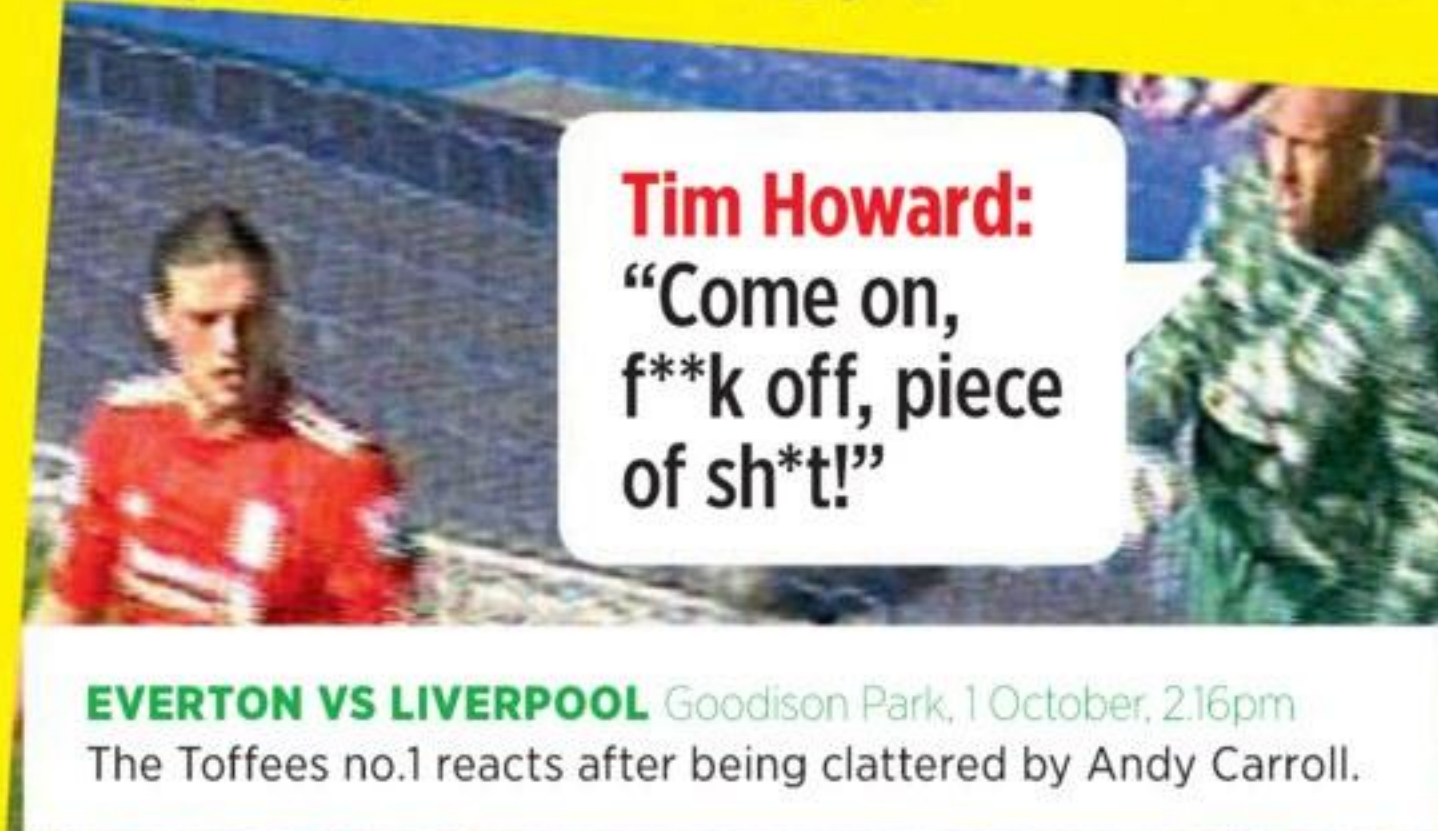 Tim Howard:
“Come on,
f**k off, piece
of sh*t!”
EVERTON VS LIVERPOOL Goodison Park, 1 October, 2.16pm
The Toffees no.1 reacts after being clattered by Andy Carroll.